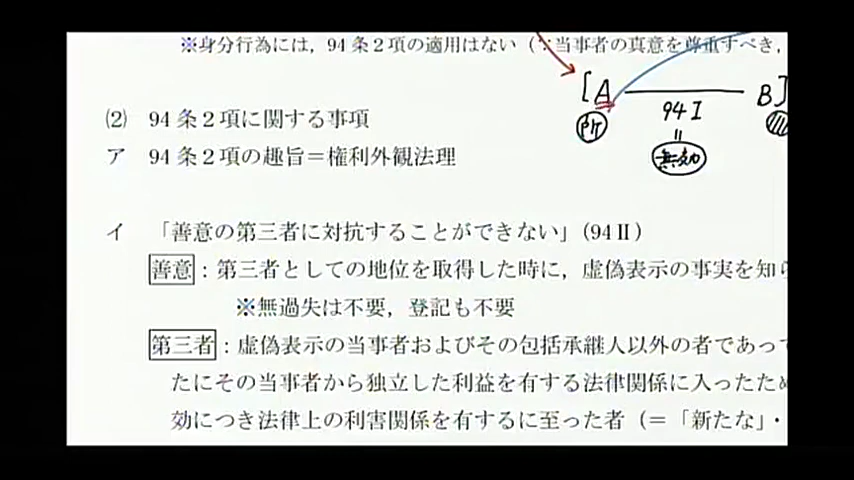 ※身分行為には，94条２項の適用はない（∵当事者の真意を尊重すべき，
[A B]
94 I
=
無効
⑵ 94条２項に関する事項
ア 94条２項の趣旨＝権利外観法理
イ 「善意の第三者に対抗することができない」（94Ⅱ）
善意：第三者としての地位を取得した時に，虚偽表示の事実を知ら
※無過失は不要，登記も不要
第三者：虚偽表示の当事者およびその包括承継人以外の者であって
たにその当事者から独立した利益を有する法律関係に入ったため
効につき法律上の利害関係を有するに至った者（＝「新たな」・